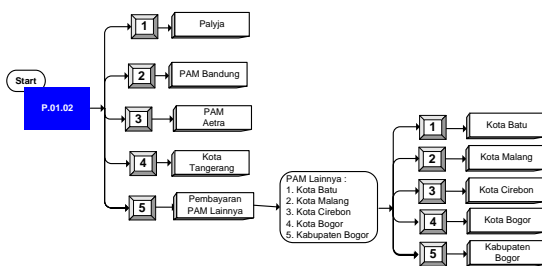 Start
P.01.02
1
Palyja
2
PAM Bandung
3
PAM
Aetra
4
Kota
Tangerang
5
Pembayaran
PAM Lainnya
PAM Lainnya :
1. Kota Batu
2. Kota Malang
3. Kota Cirebon
4. Kota Bogor
5. Kabupaten Bogor
1
Kota Batu
2
Kota Malang
3
Kota Cirebon
4
Kota Bogor
5
Kabupaten
Bogor